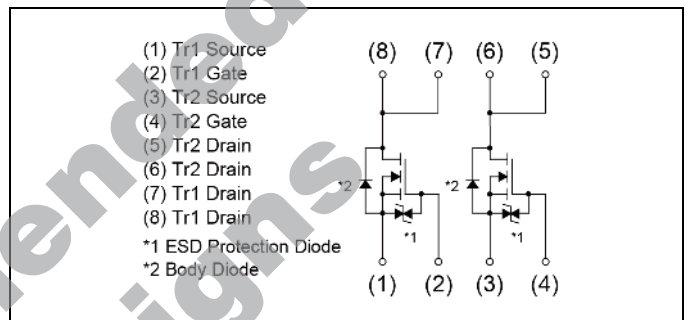 (1) Tr1 Source
(2) Tr1 Gate
(3) Tr2 Source
(4) Tr2 Gate
(5) Tr2 Drain
(6) Tr2 Drain
(7) Tr1 Drain
(8) Tr1 Drain
*1 ESD Protection Diode
*2 Body Diode
(8) (7) (6) (5)
*2 *2
*1 *1
(1) (2) (3) (4)
ended
signs